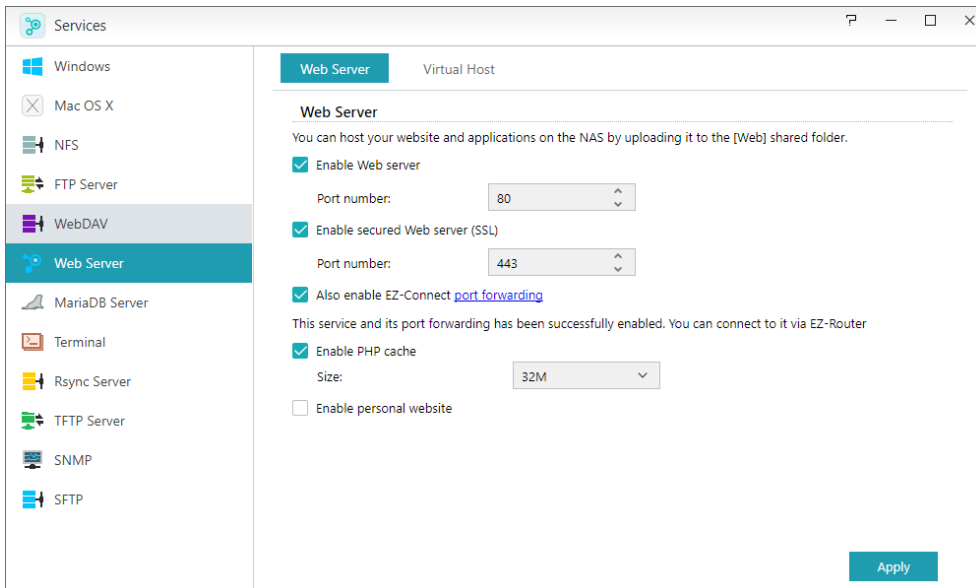 Services
Windows
Mac OS X
NFS
FTP Server
WebDAV
Web Server
MariaDB Server
Terminal
Rsync Server
TFTP Server
SNMP
SFTP
Web Server
Virtual Host
Web Server
You can host your website and applications on the NAS by uploading it to the [Web] shared folder.
Enable Web server
Port number: 80
Enable secured Web server (SSL)
Port number: 443
Also enable EZ-Connect port forwarding
This service and its port forwarding has been successfully enabled. You can connect to it via EZ-Router
Enable PHP cache
Size: 32M
Enable personal website
Apply